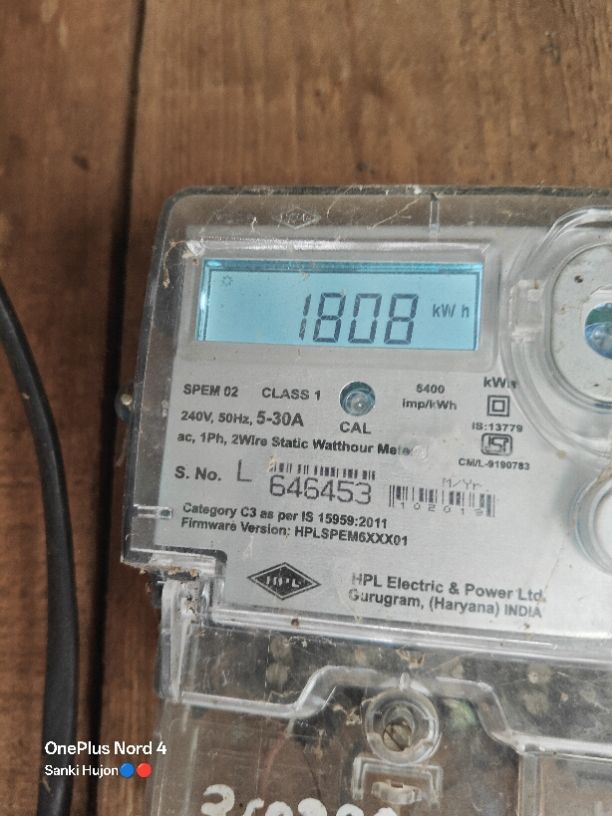 1808 kWh
SPEM 02 CLASS 1
6400
imp/kWh
kWh
240V, 50Hz, 5-30A
CAL
IS:13779
ac, 1Ph, 2Wire Static Watthour Meter
CM/L-9190783
S. No. L 646453
M/Yr.
102019
Category C3 as per IS 15959:2011
Firmware Version: HPLSPEM6XXX01
HPL
HPL Electric & Power Ltd.
Gurugram, (Haryana) INDIA
OnePlus Nord 4
Sanki Hujon🔵🔴